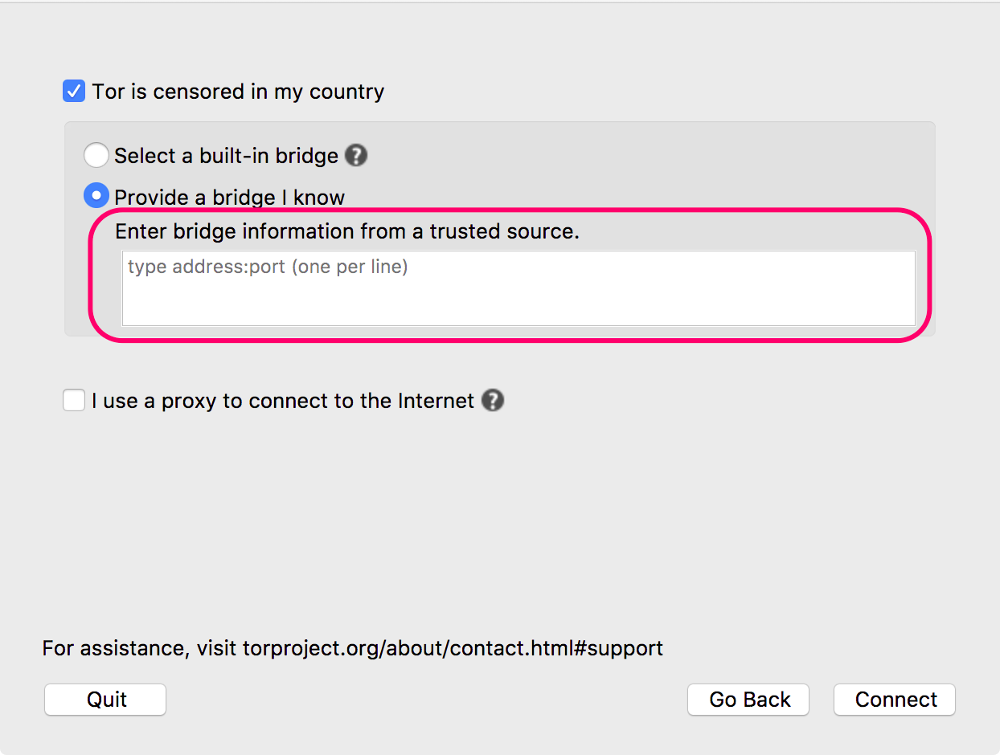 Tor is censored in my country
Select a built-in bridge ?
Provide a bridge I know
Enter bridge information from a trusted source.
type address:port (one per line)
I use a proxy to connect to the Internet ?
For assistance, visit torproject.org/about/contact.html#support
Quit Go Back Connect